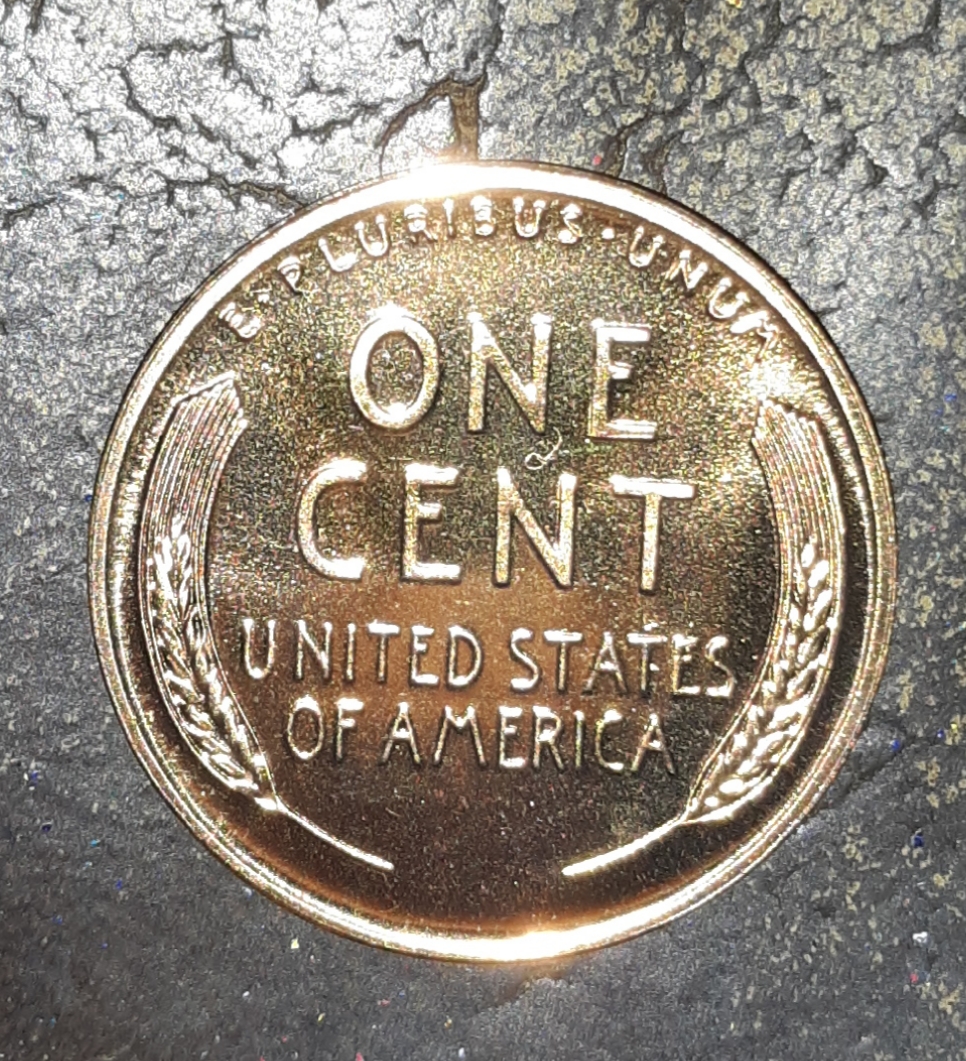 E·PLURIBUS·UNUM
ONE
CENT
UNITED STATES
OF AMERICA